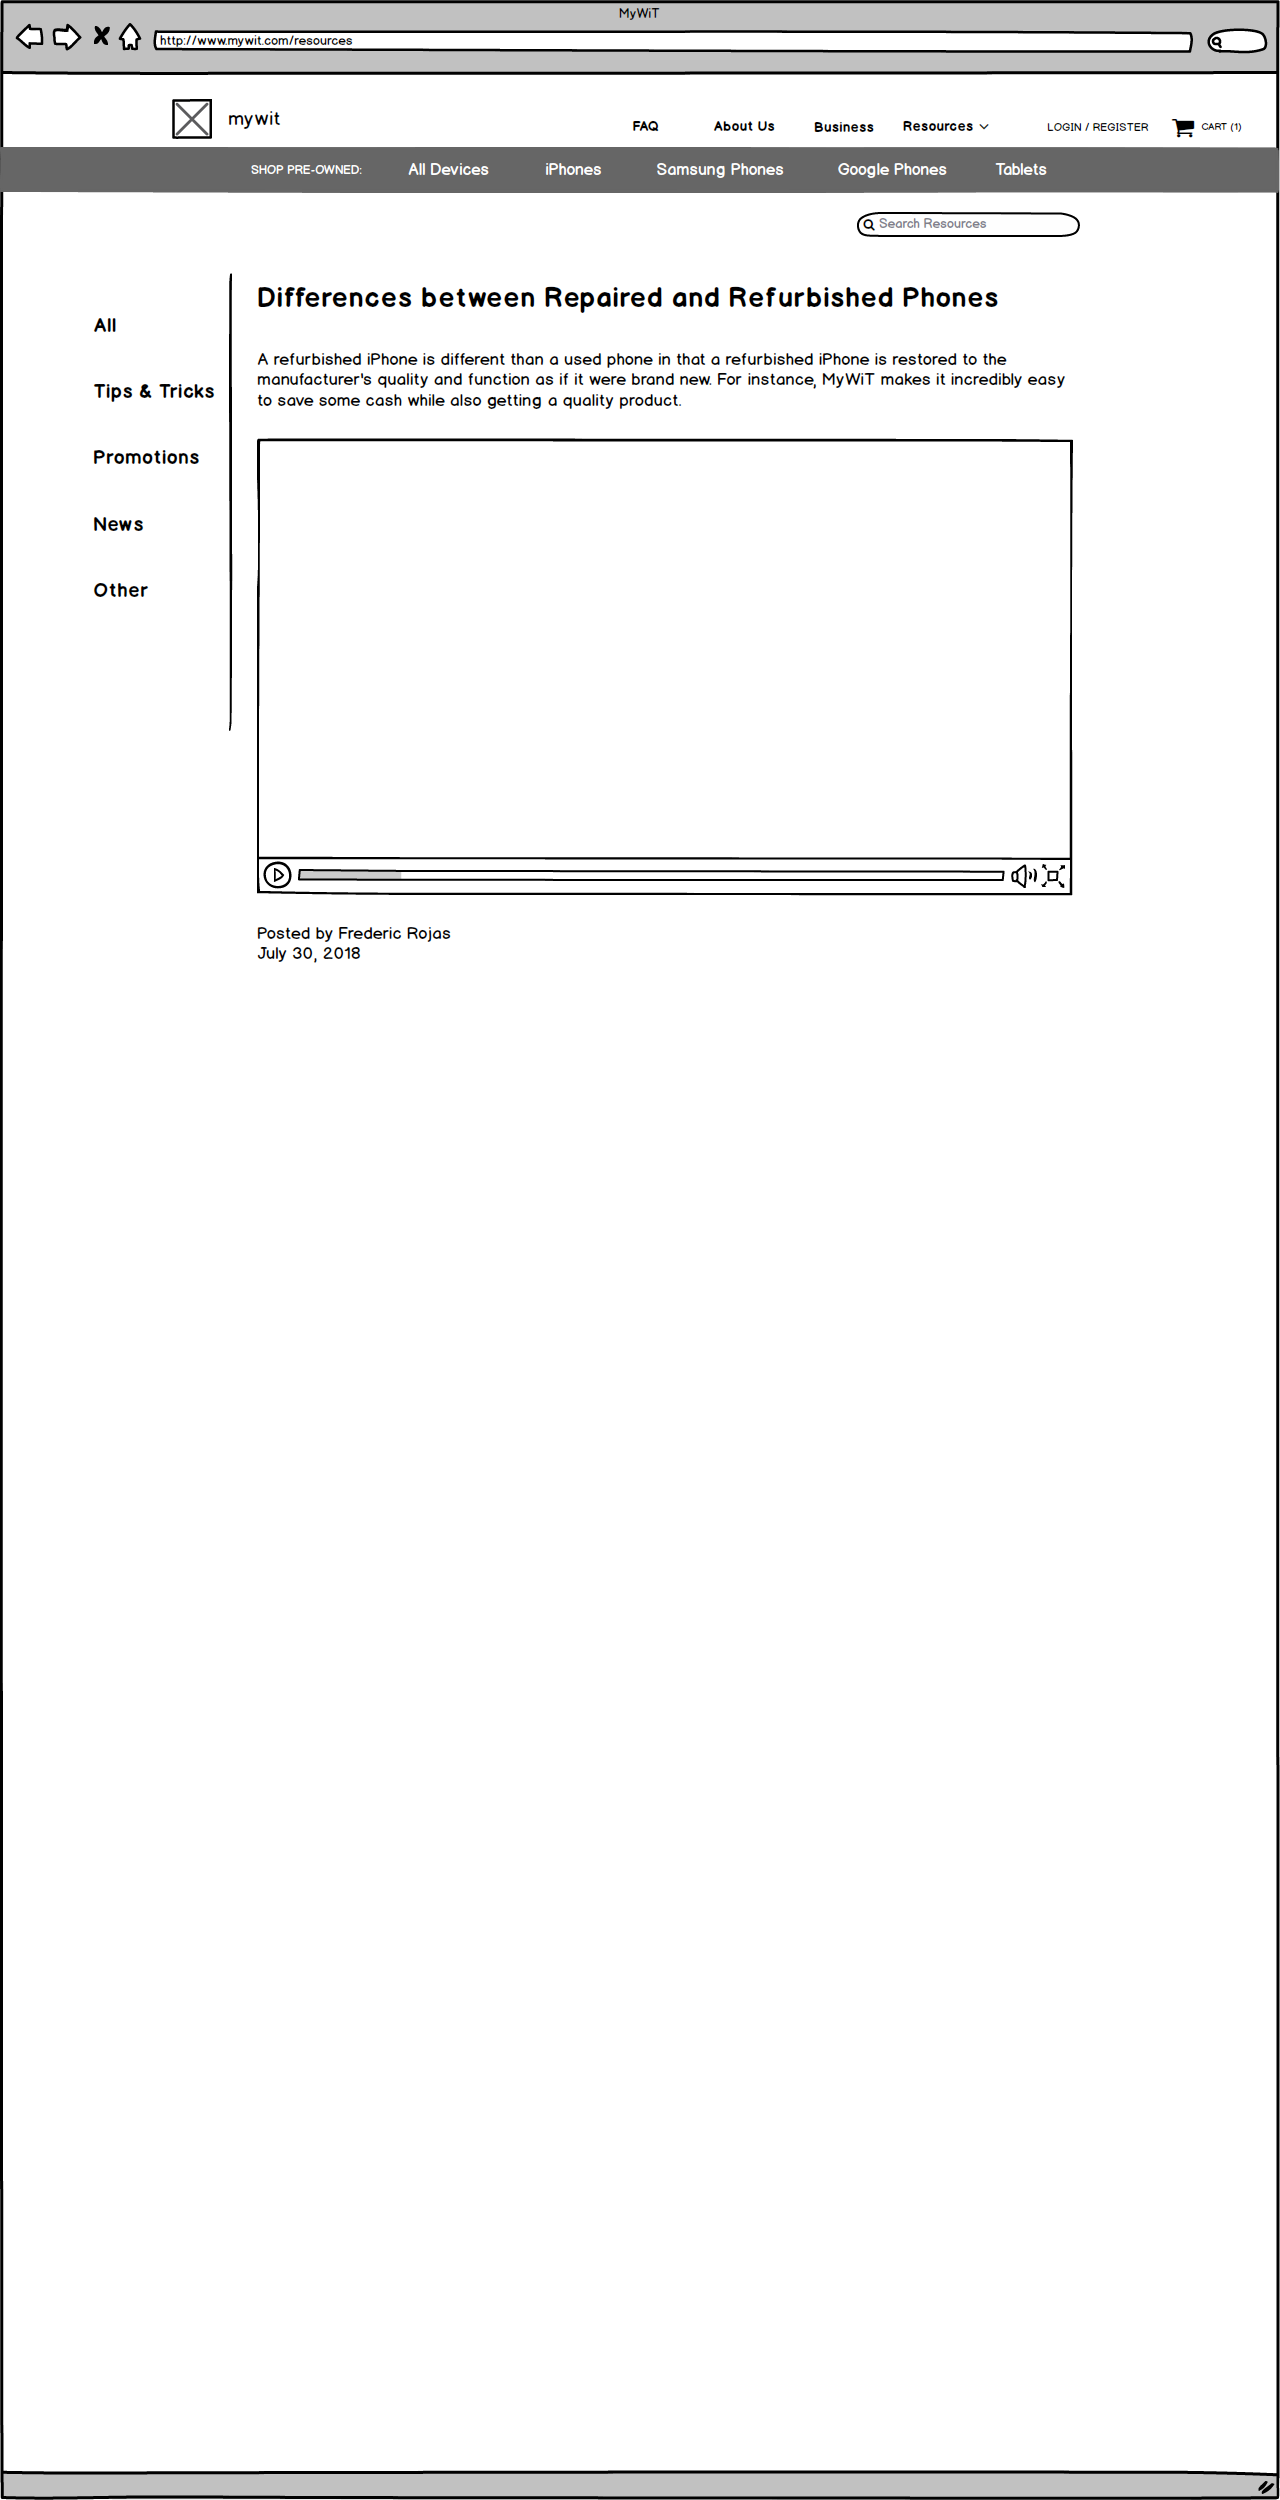 MyWiT
http://www.mywit.com/resources
mywit
FAQ
About Us
Business
Resources
LOGIN / REGISTER
CART (1)
SHOP PRE-OWNED:
All Devices
iPhones
Samsung Phones
Google Phones
Tablets
Search Resources
All
Tips & Tricks
Promotions
News
Other
Differences between Repaired and Refurbished Phones
A refurbished iPhone is different than a used phone in that a refurbished iPhone is restored to the
manufacturer's quality and function as if it were brand new. For instance, MyWiT makes it incredibly easy
to save some cash while also getting a quality product.
Posted by Frederic Rojas
July 30, 2018